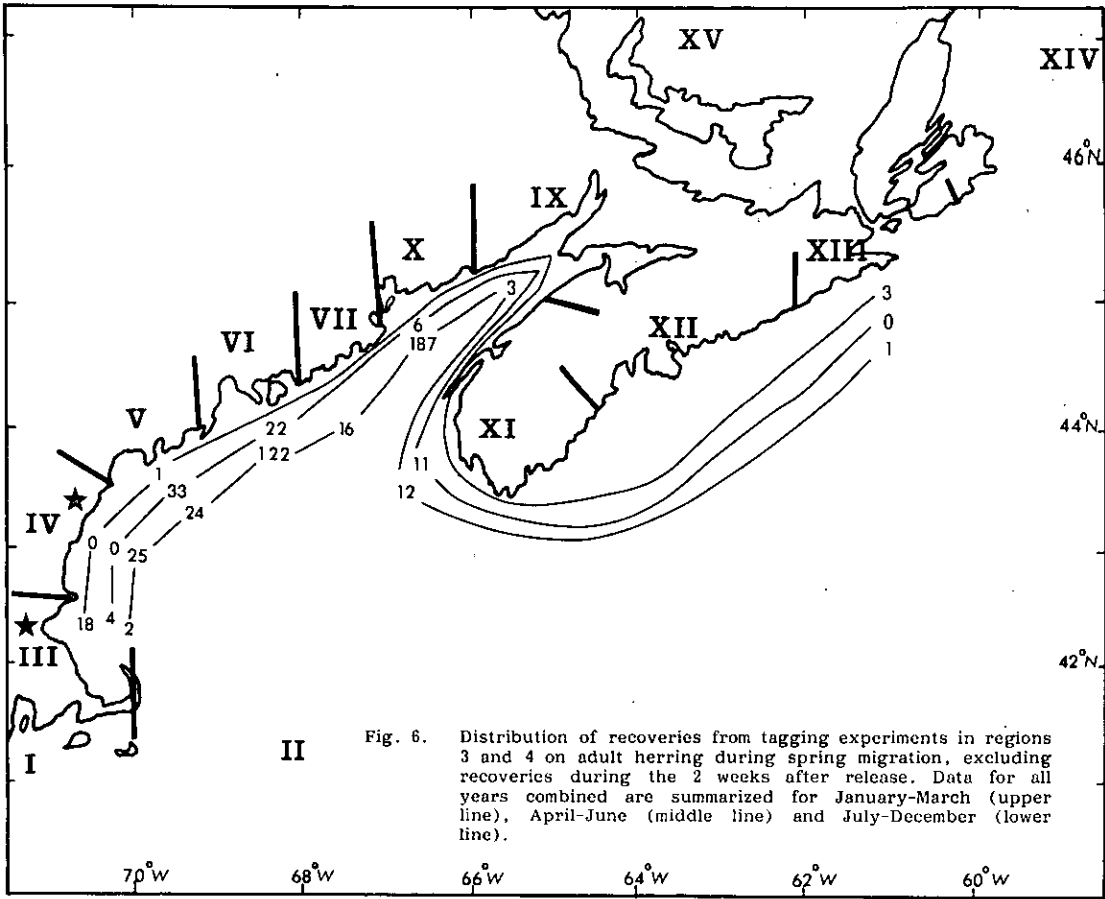 XV
XIV
46°N
IX
X
XIII
3
3
VII
6
0
XII
187
1
VI
44°N
V
22
16
XI
122
1
11
33
12
24
IV
0
0
25
18
4
2
III
42°N
I
II
Fig. 6. Distribution of recoveries from tagging experiments in regions
3 and 4 on adult herring during spring migration, excluding
recoveries during the 2 weeks after release. Data for all
years combined are summarized for January-March (upper
line), April-June (middle line) and July-December (lower
line).
70°W
68°W
66°W
64°W
62°W
60°W